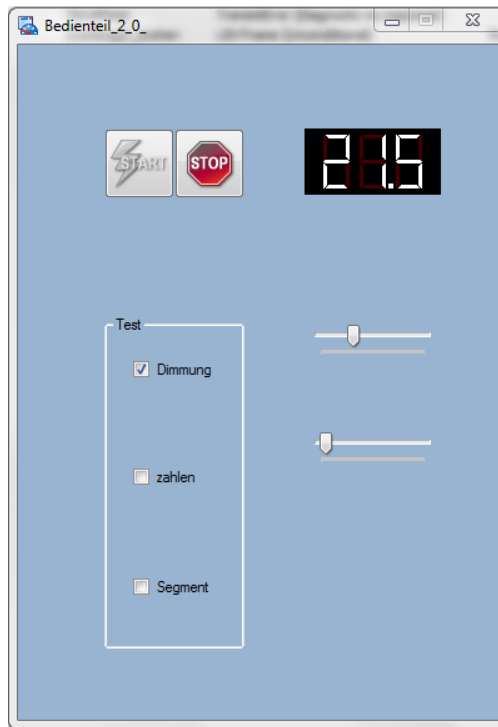 Bedienteil_2_0_
START
STOP
21.5
Test
Dimmung
zahlen
Segment